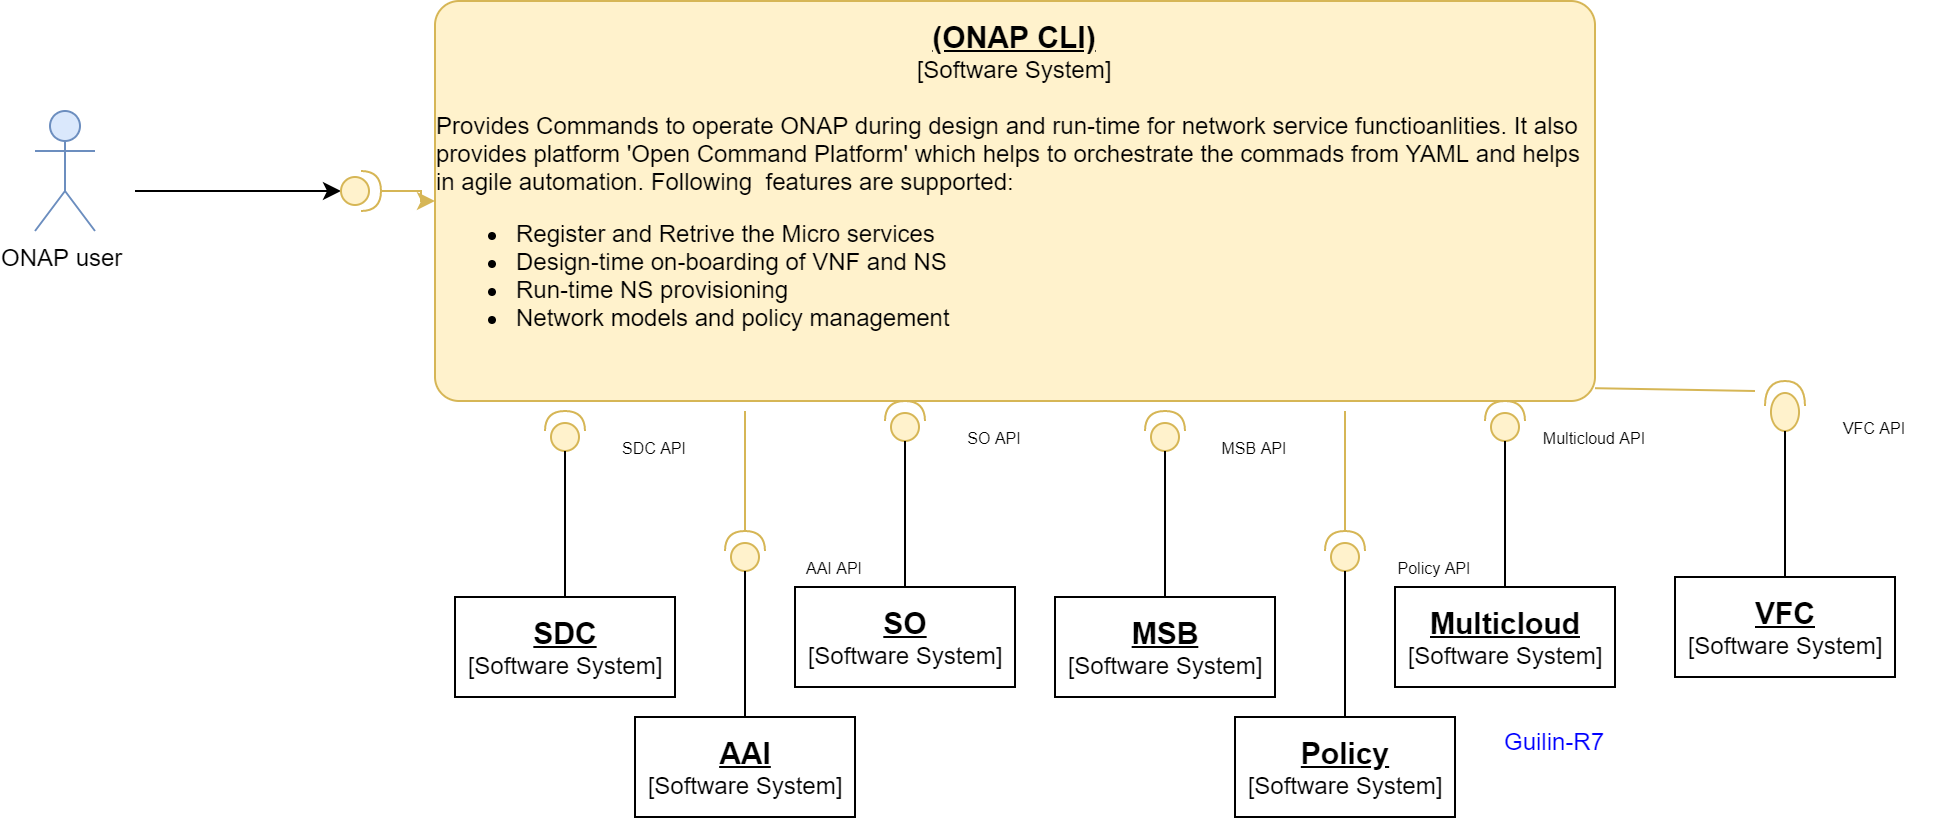 (ONAP CLI)
[Software System]
Provides Commands to operate ONAP during design and run-time for network service functioanlities. It also
provides platform 'Open Command Platform' which helps to orchestrate the commads from YAML and helps
in agile automation. Following  features are supported:
Register and Retrive the Micro services
Design-time on-boarding of VNF and NS
Run-time NS provisioning
Network models and policy management
ONAP user
SDC API
SO API
MSB API
Multicloud API
VFC API
AAI API
Policy API
SDC
[Software System]
SO
[Software System]
MSB
[Software System]
Multicloud
[Software System]
VFC
[Software System]
AAI
[Software System]
Policy
[Software System]
Guilin-R7